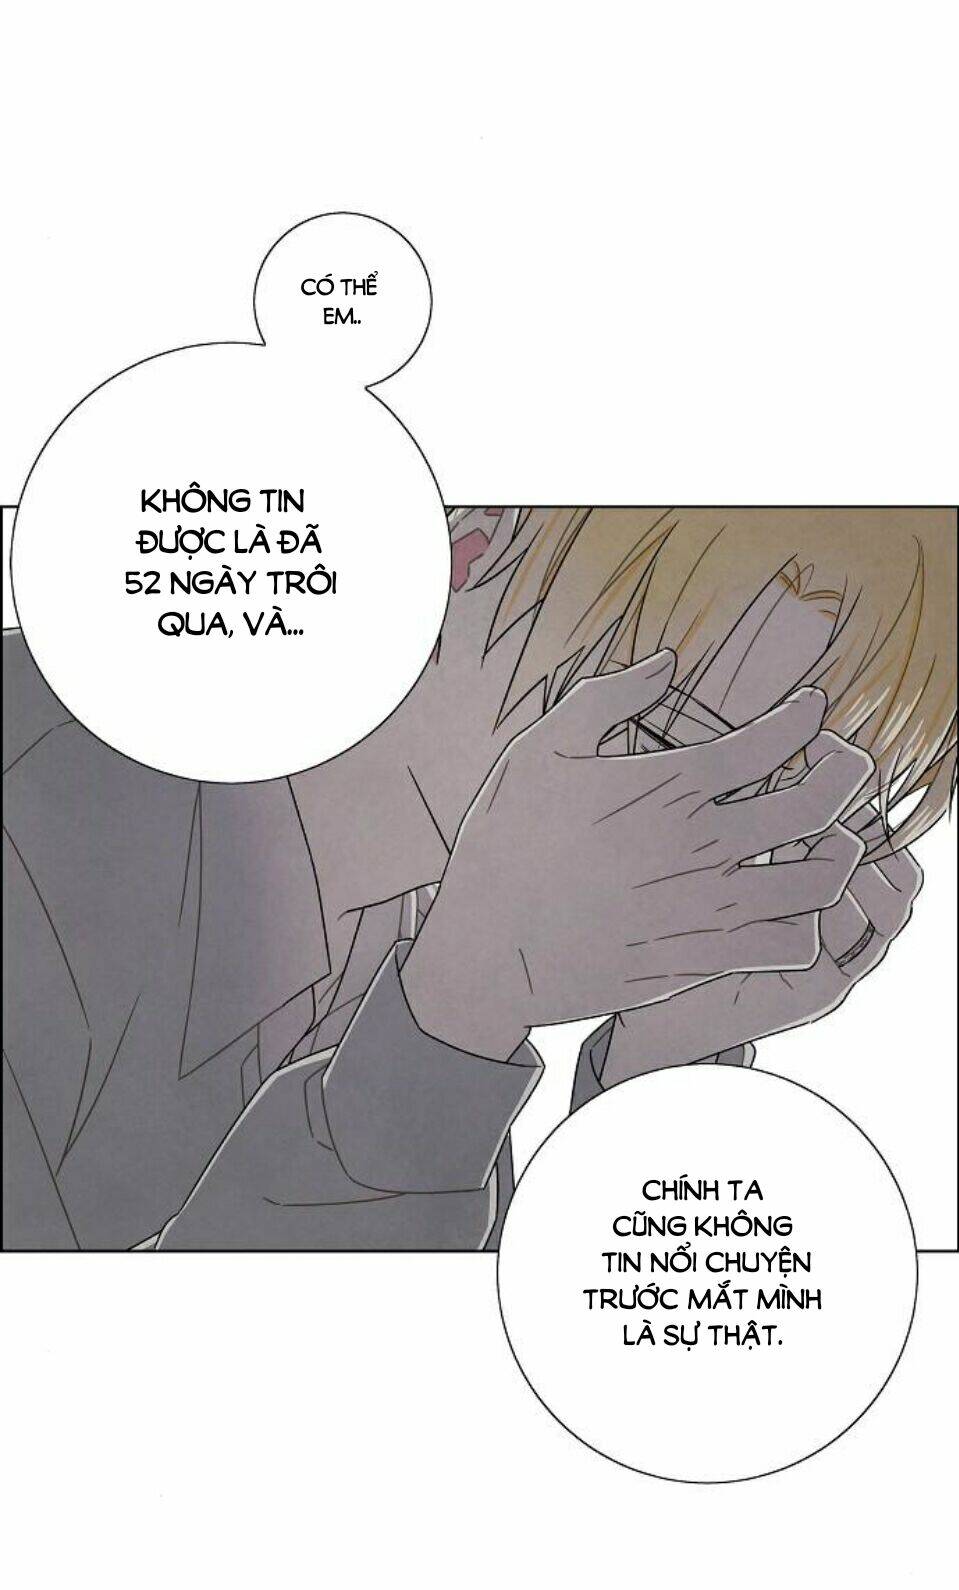 CÓ THỂ
EM..
KHÔNG TIN
ĐƯỢC LÀ ĐÃ
52 NGÀY TRÔI
QUA, VÀ...
CHÍNH TA
CŨNG KHÔNG
TIN NỔI CHUYỆN
TRƯỚC MẮT MÌNH
LÀ SỰ THẬT.